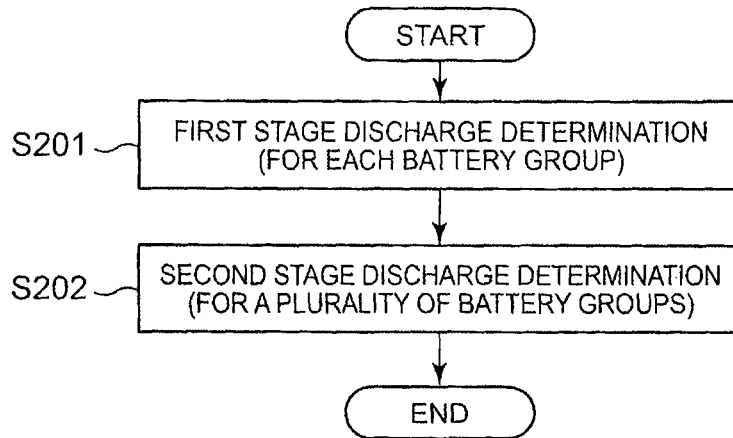 START
S201
FIRST STAGE DISCHARGE DETERMINATION
(FOR EACH BATTERY GROUP)
S202
SECOND STAGE DISCHARGE DETERMINATION
(FOR A PLURALITY OF BATTERY GROUPS)
END